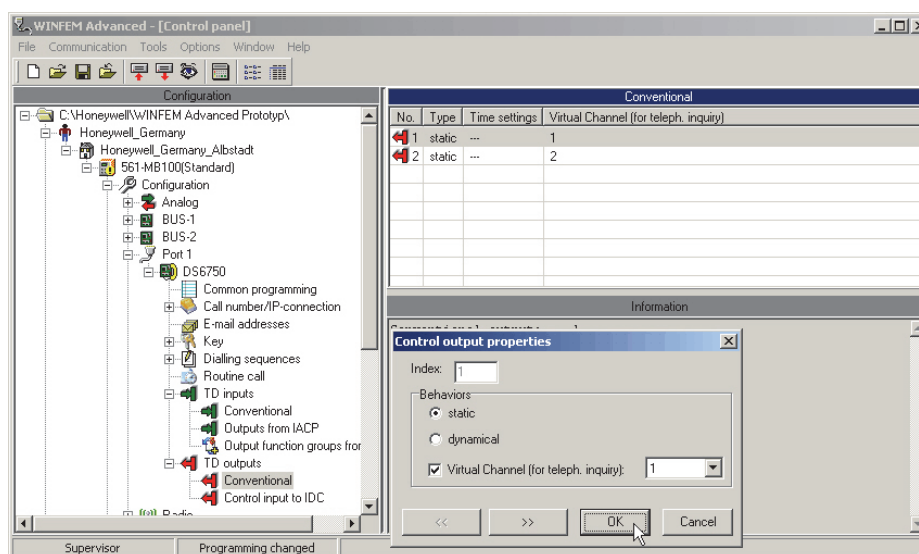 WINFEM Advanced - [Control panel]
File Communication Tools Options Window Help
Configuration
C:\Honeywell\WINFEM Advanced Prototyp\
Honeywell_Germany
Honeywell_Germany_Albstadt
561-MB100(Standard)
Configuration
Analog
BUS-1
BUS-2
Port 1
DS6750
Common programming
Call number/IP-connection
E-mail addresses
Key
Dialling sequences
Routine call
TD inputs
Conventional
Outputs from IACP
Output function groups fror
TD outputs
Conventional
Control input to IDC
Conventional
No. Type Time settings Virtual Channel (for teleph. inquiry)
1 static --- 1
2 static --- 2
Information
Control output properties
Index: 1
Behaviors
static
dynamical
Virtual Channel (for teleph. inquiry): 1
<< >> OK Cancel
Supervisor Programming changed